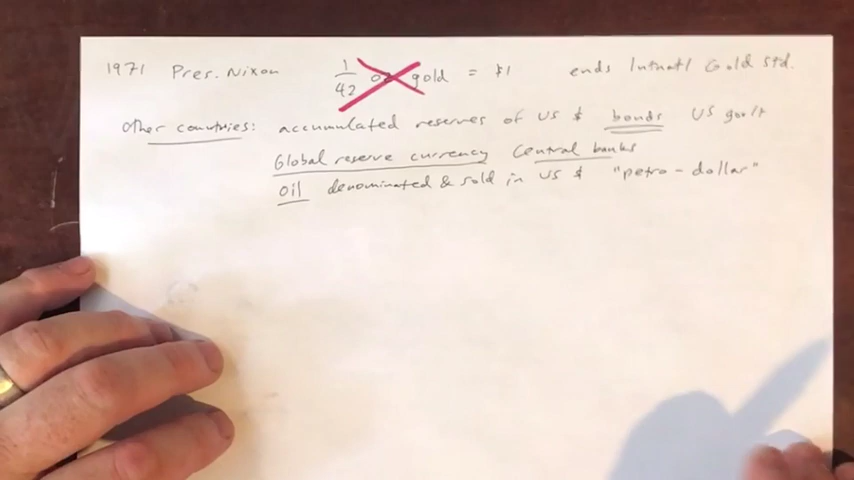 1971 Pres. Nixon 1/42 oz gold = $1 ends Internat'l Gold Std.
Other countries: accumulated reserves of US $ bonds US gov't
Global reserve currency Central banks
Oil denominated & sold in US $ "petro-dollar"